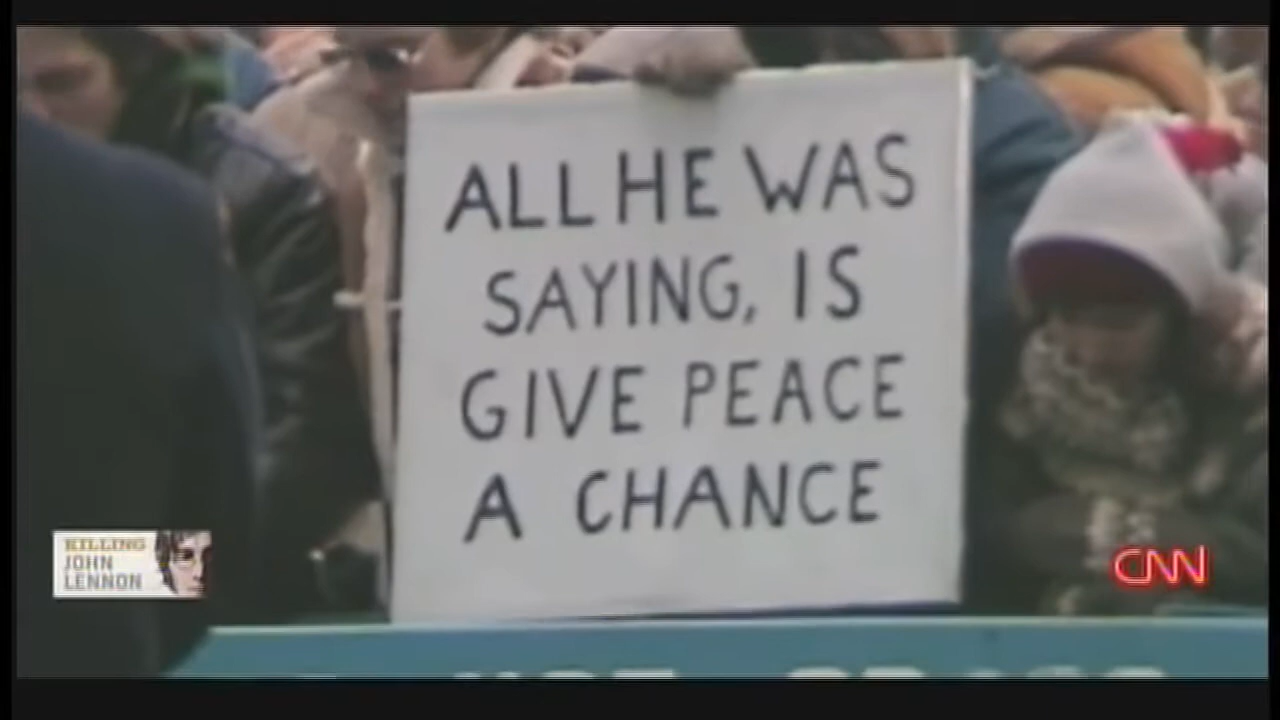 ALL HE WAS
SAYING, IS
GIVE PEACE
A CHANCE
KILLING
JOHN
LENNON
CNN